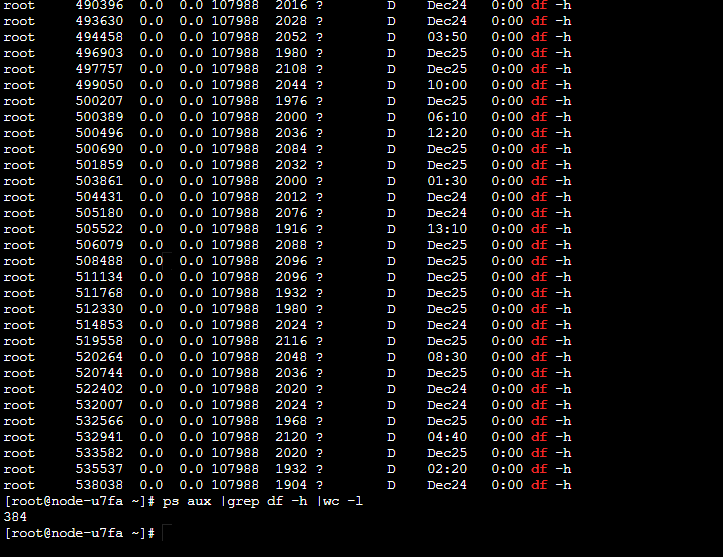 root 490396 0.0 0.0 107988 2016 ? D Dec24 0:00 df -h
root 493630 0.0 0.0 107988 2028 ? D Dec24 0:00 df -h
root 494458 0.0 0.0 107988 2052 ? D 03:50 0:00 df -h
root 496903 0.0 0.0 107988 1980 ? D Dec25 0:00 df -h
root 497757 0.0 0.0 107988 2108 ? D Dec25 0:00 df -h
root 499050 0.0 0.0 107988 2044 ? D 10:00 0:00 df -h
root 500207 0.0 0.0 107988 1976 ? D Dec25 0:00 df -h
root 500389 0.0 0.0 107988 2000 ? D 06:10 0:00 df -h
root 500496 0.0 0.0 107988 2036 ? D 12:20 0:00 df -h
root 500690 0.0 0.0 107988 2084 ? D Dec25 0:00 df -h
root 501859 0.0 0.0 107988 2032 ? D Dec25 0:00 df -h
root 503861 0.0 0.0 107988 2000 ? D 01:30 0:00 df -h
root 504431 0.0 0.0 107988 2012 ? D Dec24 0:00 df -h
root 505180 0.0 0.0 107988 2076 ? D Dec24 0:00 df -h
root 505522 0.0 0.0 107988 1916 ? D 13:10 0:00 df -h
root 506079 0.0 0.0 107988 2088 ? D Dec25 0:00 df -h
root 508488 0.0 0.0 107988 2096 ? D Dec25 0:00 df -h
root 511134 0.0 0.0 107988 2096 ? D Dec25 0:00 df -h
root 511768 0.0 0.0 107988 1932 ? D Dec25 0:00 df -h
root 512330 0.0 0.0 107988 1980 ? D Dec25 0:00 df -h
root 514853 0.0 0.0 107988 2024 ? D Dec24 0:00 df -h
root 519558 0.0 0.0 107988 2116 ? D Dec25 0:00 df -h
root 520264 0.0 0.0 107988 2048 ? D 08:30 0:00 df -h
root 520744 0.0 0.0 107988 2036 ? D Dec25 0:00 df -h
root 522402 0.0 0.0 107988 2020 ? D Dec24 0:00 df -h
root 532007 0.0 0.0 107988 2024 ? D Dec24 0:00 df -h
root 532566 0.0 0.0 107988 1968 ? D Dec25 0:00 df -h
root 532941 0.0 0.0 107988 2120 ? D 04:40 0:00 df -h
root 533582 0.0 0.0 107988 2020 ? D Dec25 0:00 df -h
root 535537 0.0 0.0 107988 1932 ? D 02:20 0:00 df -h
root 538038 0.0 0.0 107988 1904 ? D Dec24 0:00 df -h
[root@node-u7fa ~]# ps aux |grep df -h |wc -l
384
[root@node-u7fa ~]#